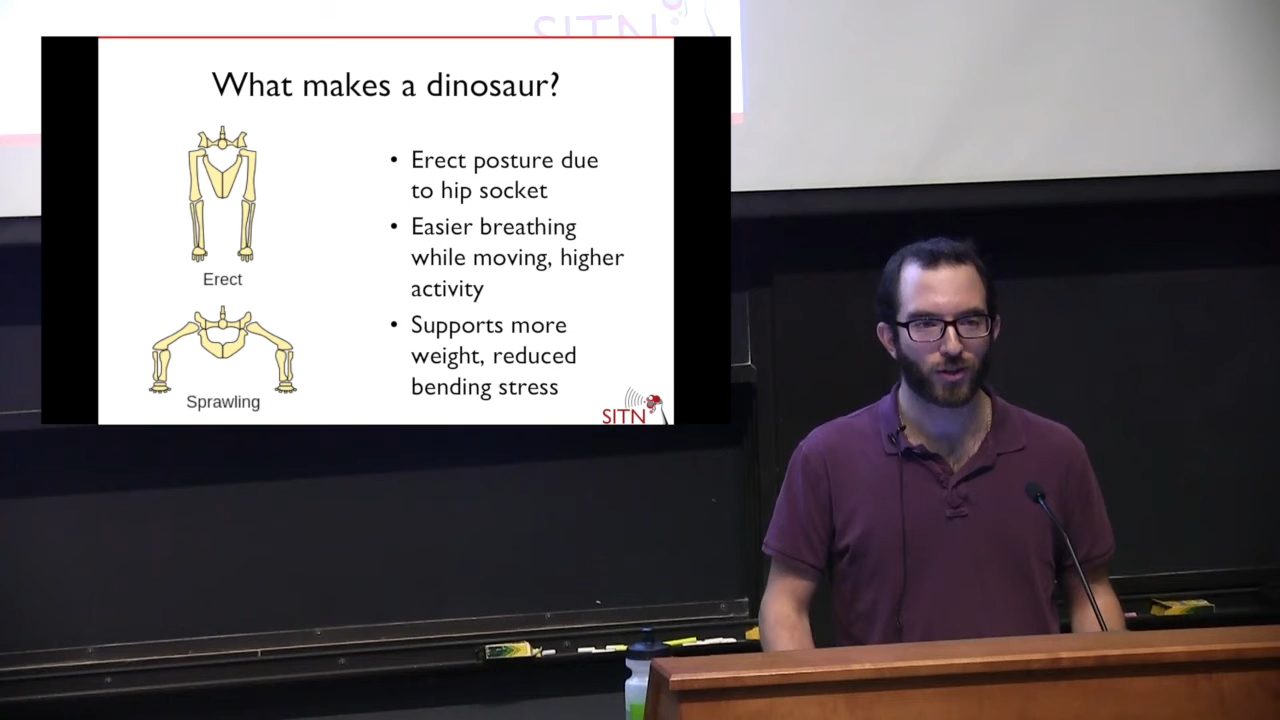 SITN
What makes a dinosaur?
• Erect posture due
to hip socket
• Easier breathing
while moving, higher
activity
• Supports more
weight, reduced
bending stress
Erect
Sprawling
SITN